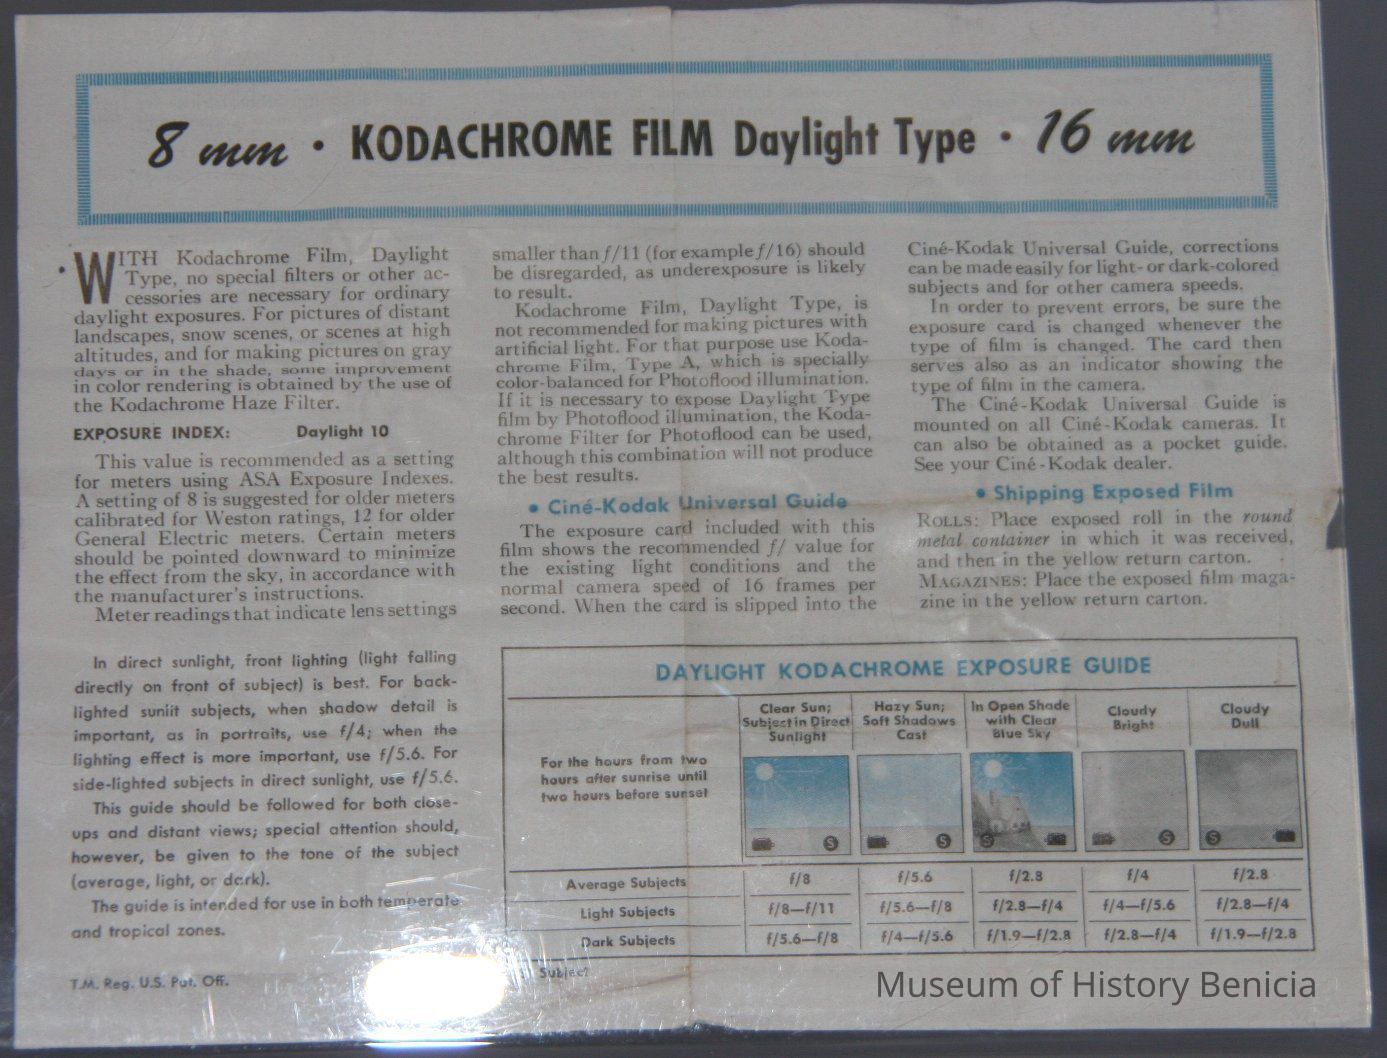 8 mm • KODACHROME FILM Daylight Type • 16 mm
WITH Kodachrome Film, Daylight
Type, no special filters or other ac-
cessories are necessary for ordinary
daylight exposures. For pictures of distant
landscapes, snow scenes, or scenes at high
altitudes, and for making pictures on gray
days or in the shade, some improvement
in color rendering is obtained by the use of
the Kodachrome Haze Filter.
EXPOSURE INDEX: Daylight 10
This value is recommended as a setting
for meters using ASA Exposure Indexes.
A setting of 8 is suggested for older meters
calibrated for Weston ratings, 12 for older
General Electric meters. Certain meters
should be pointed downward to minimize
the effect from the sky, in accordance with
the manufacturer's instructions.
Meter readings that indicate lens settings
smaller than f/11 (for example f/16) should
be disregarded, as underexposure is likely
to result.
Kodachrome Film, Daylight Type, is
not recommended for making pictures with
artificial light. For that purpose use Koda-
chrome Film, Type A, which is specially
color-balanced for Photoflood illumination.
If it is necessary to expose Daylight Type
film by Photoflood illumination, the Koda-
chrome Filter for Photoflood can be used,
although this combination will not produce
the best results.
• Ciné-Kodak Universal Guide
The exposure card included with this
film shows the recommended f/ value for
the existing light conditions and the
normal camera speed of 16 frames per
second. When the card is slipped into the
Ciné-Kodak Universal Guide, corrections
can be made easily for light- or dark-colored
subjects and for other camera speeds.
In order to prevent errors, be sure the
exposure card is changed whenever the
type of film is changed. The card then
serves also as an indicator showing the
type of film in the camera.
The Ciné-Kodak Universal Guide is
mounted on all Ciné-Kodak cameras. It
can also be obtained as a pocket guide.
See your Ciné-Kodak dealer.
• Shipping Exposed Film
ROLLS: Place exposed roll in the round
metal container in which it was received,
and then in the yellow return carton.
MAGAZINES: Place the exposed film maga-
zine in the yellow return carton.
In direct sunlight, front lighting (light falling
directly on front of subject) is best. For back-
lighted sunlit subjects, when shadow detail is
important, as in portraits, use f/4; when the
lighting effect is more important, use f/5.6. For
side-lighted subjects in direct sunlight, use f/5.6.
This guide should be followed for both close-
ups and distant views; special attention should,
however, be given to the tone of the subject
(average, light, or dark).
The guide is intended for use in both temperate
and tropical zones.
T.M. Reg. U.S. Pat. Off.
DAYLIGHT KODACHROME EXPOSURE GUIDE
For the hours from two
hours after sunrise until
two hours before sunset
Clear Sun;
Subject in Direct
Sunlight
Hazy Sun;
Soft Shadows
Cast
In Open Shade
with Clear
Blue Sky
Cloudy
Bright
Cloudy
Dull
S S S S S
Average Subjects f/8 f/5.6 f/2.8 f/4 f/2.8
Light Subjects f/8—f/11 f/5.6—f/8 f/2.8—f/4 f/4—f/5.6 f/2.8—f/4
Dark Subjects f/5.6—f/8 f/4—f/5.6 f/1.9—f/2.8 f/2.8—f/4 f/1.9—f/2.8
Subject
Museum of History Benicia